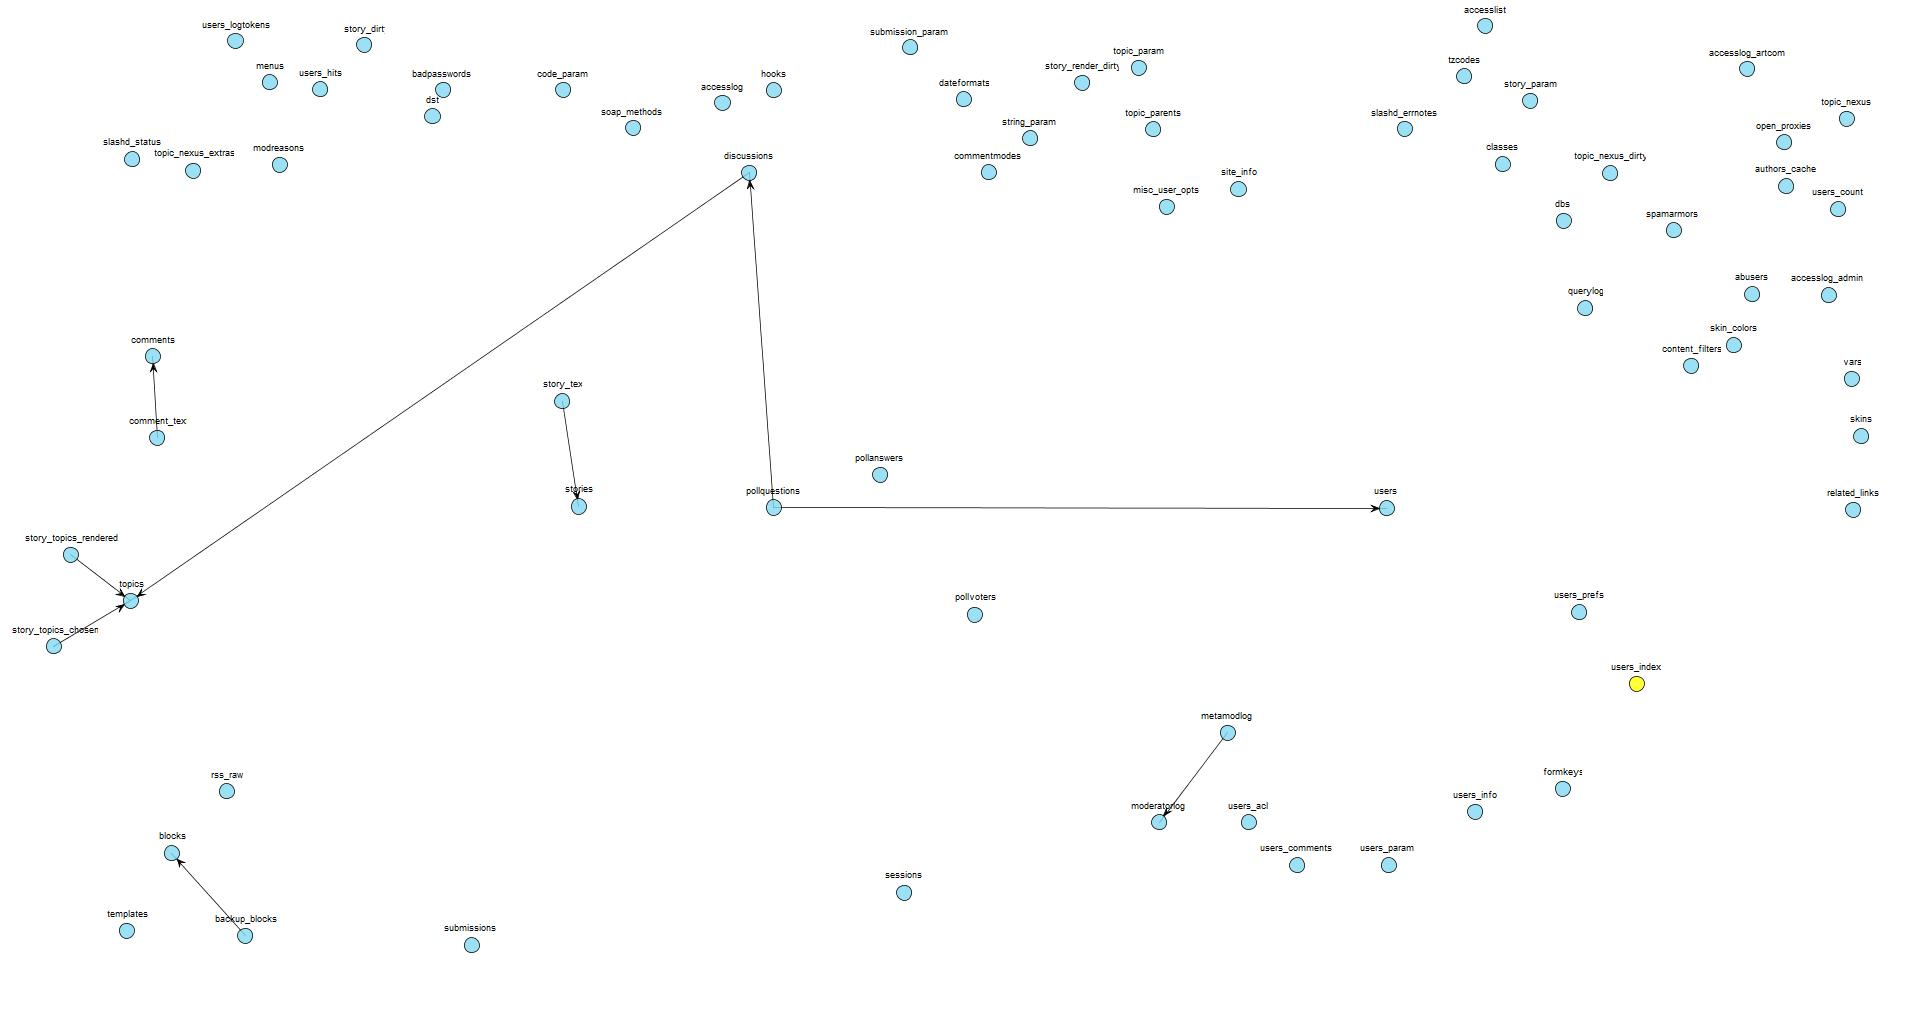 accesslist
users_logtokens
story_dirt
submission_param
topic_param
accesslog_artcom
tzcodes
menus
story_render_dirty
users_hits
badpasswords
code_param
hooks
dateformats
story_param
accesslog
dst
topic_nexus
soap_methods
topic_parents
slashd_errnotes
string_param
open_proxies
slashd_status
classes
modreasons
topic_nexus_extras
discussions
commentmodes
topic_nexus_dirty
authors_cache
site_info
misc_user_opts
users_count
dbs
spamarmors
abusers
accesslog_admin
querylog
skin_colors
comments
content_filters
vars
story_tex
skins
comment_tex
pollanswers
stories
pollquestions
users
related_links
story_topics_rendered
topics
users_prefs
pollvoters
story_topics_chosen
users_index
metamodlog
formkeys
rss_raw
users_info
moderatorlog
users_acl
blocks
users_comments
users_param
sessions
templates
backup_blocks
submissions